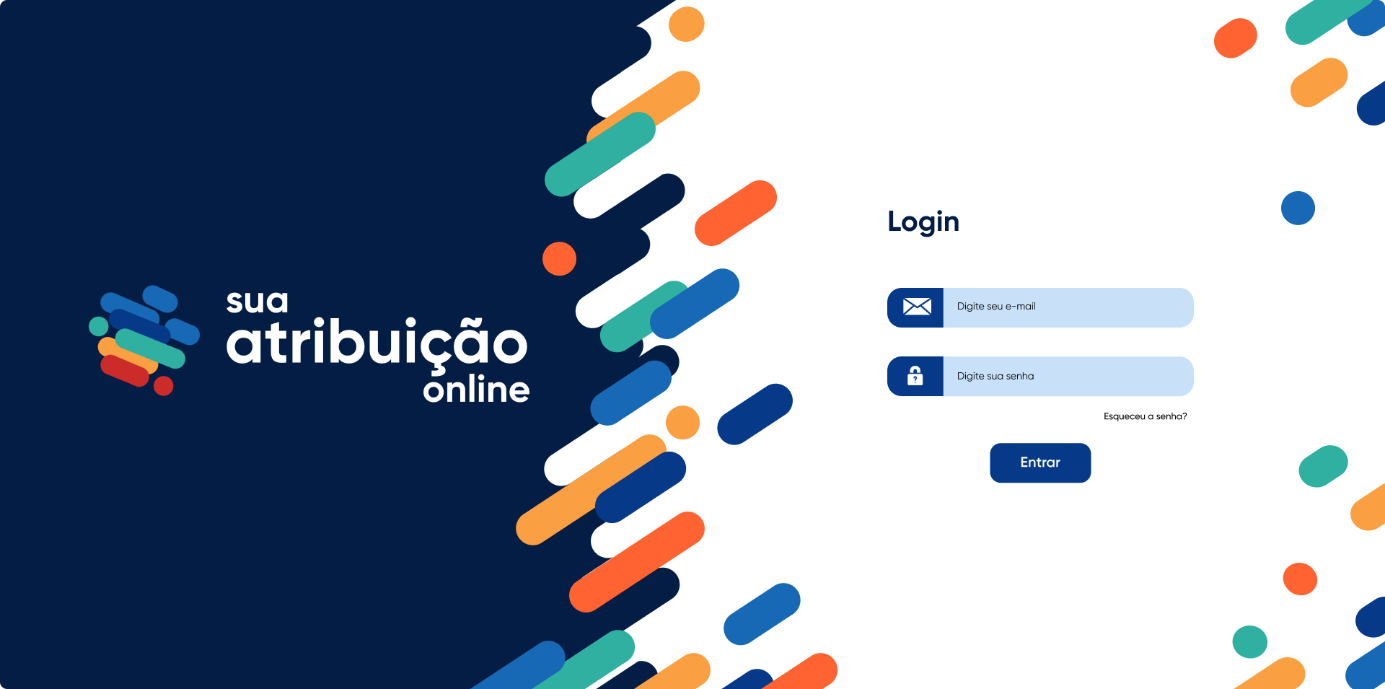 sua
atribuição
online
Login
Digite seu e-mail
Digite sua senha
Esqueceu a senha?
Entrar